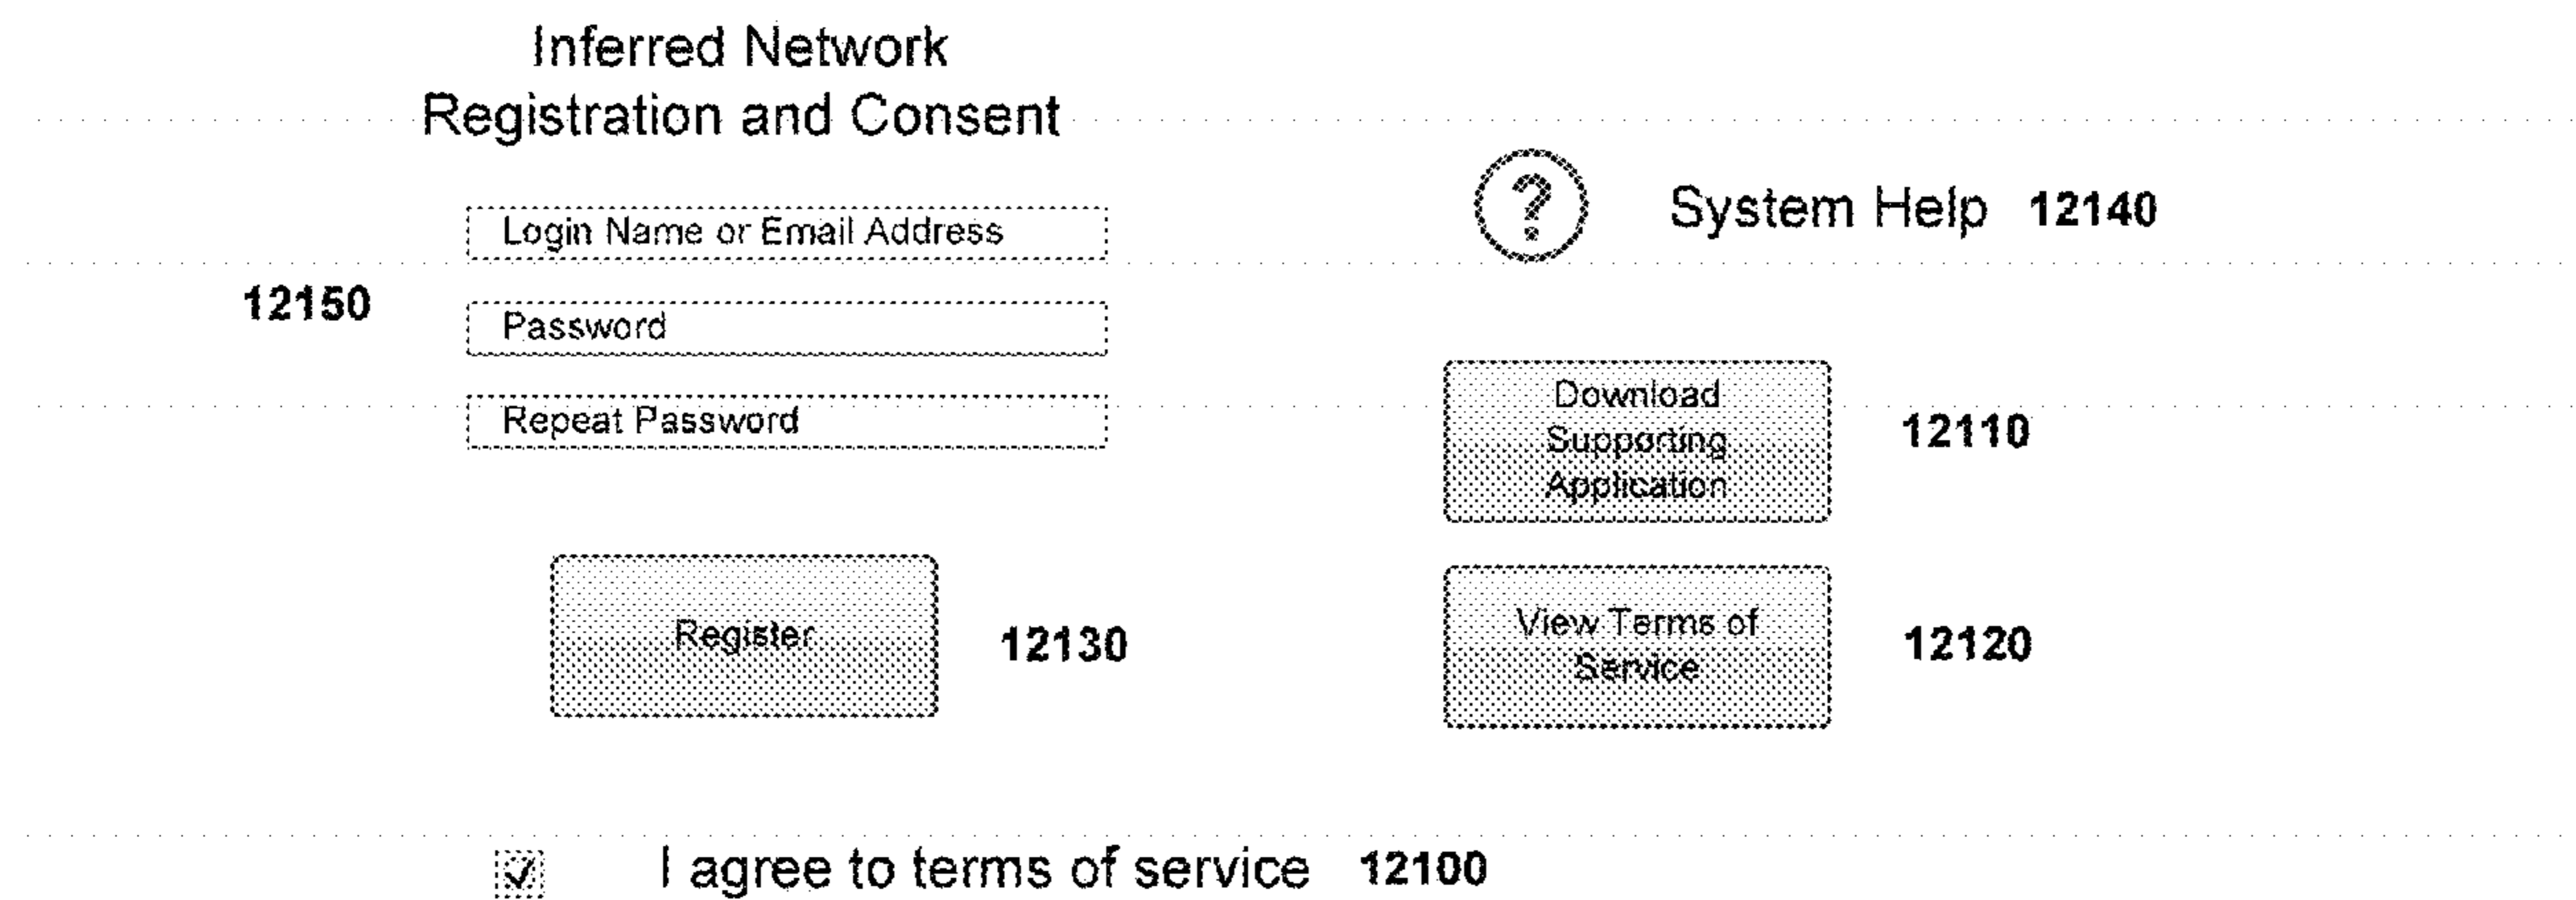 Inferred Network
Registration and Consent
Login Name or Email Address
System Help 12140
12150
Password
Repeat Password
Download
Supporting
Application
12110
Register
12130
View Terms of
Service
12120
I agree to terms of service 12100